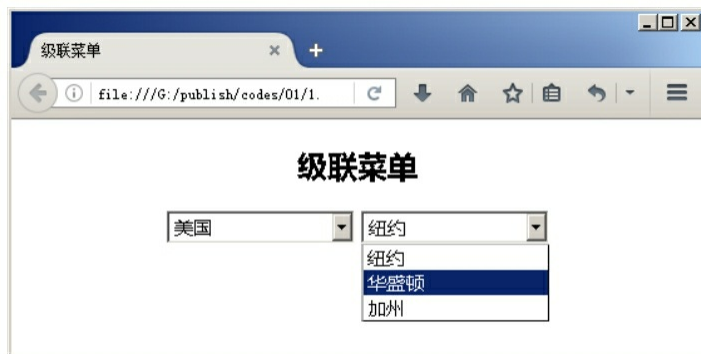 级联菜单
file:///G:/publish/codes/01/1.
级联菜单
美国 纽约
纽约
华盛顿
加州